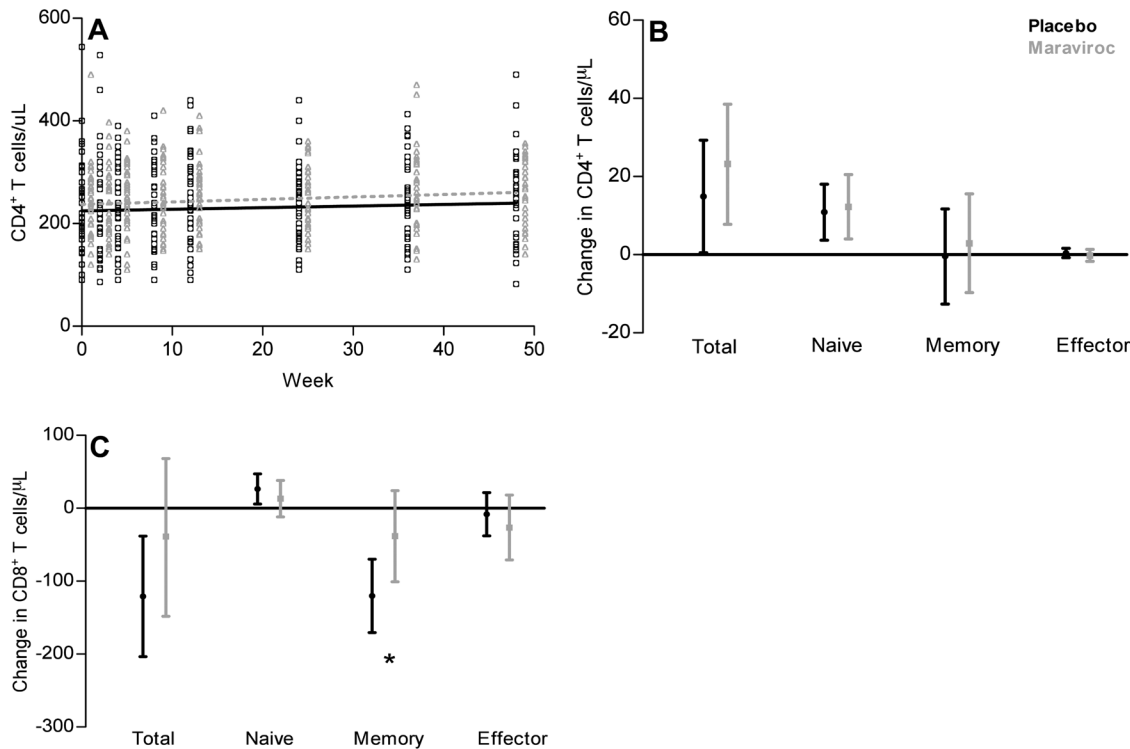 A
CD4⁺ T cells/uL
600
400
200
0
0 10 20 30 40 50
Week
B
Placebo
Maraviroc
Change in CD4⁺ T cells/μL
60
40
20
0
-20
Total Naive Memory Effector
C
Change in CD8⁺ T cells/μL
100
0
-100
-200
-300
*
Total Naive Memory Effector